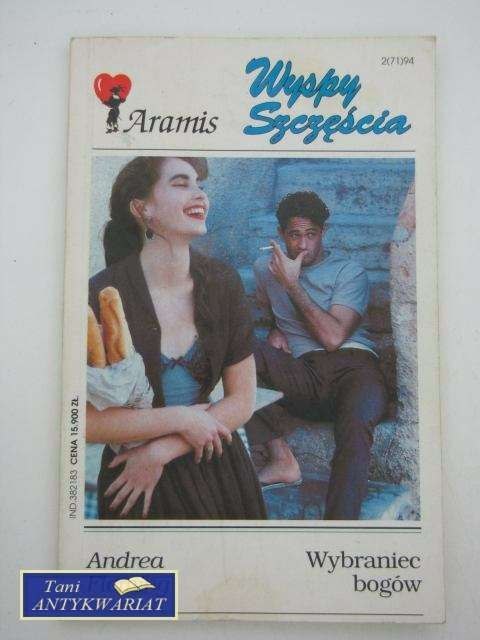 2(71)94
Aramis
Wyspy
Szczęścia
IND.382183 CENA 15.900 ZŁ.
Andrea
Wybraniec
bogów
Tani
ANTYKWARIAT